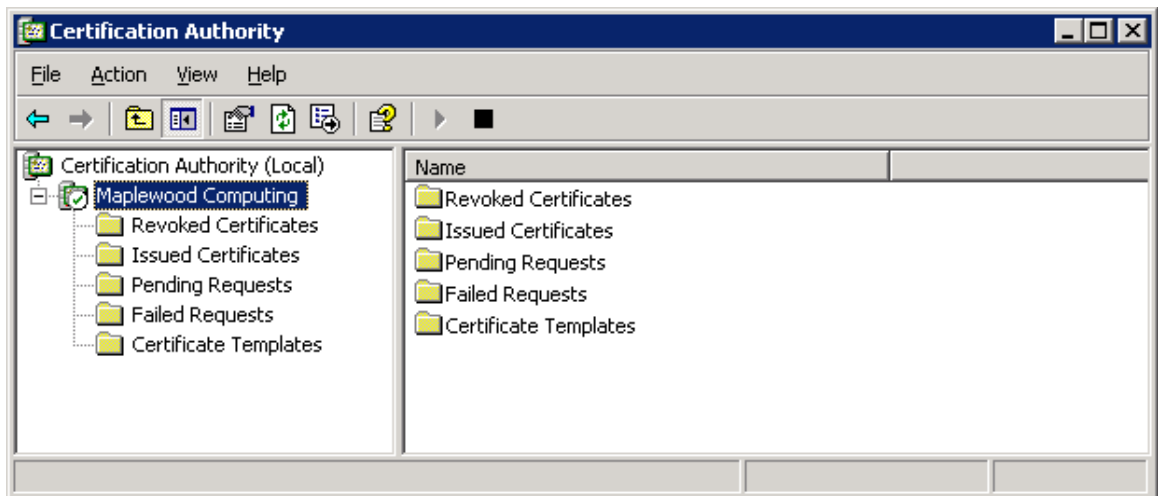 Certification Authority
File Action View Help
Certification Authority (Local)
Maplewood Computing
Revoked Certificates
Issued Certificates
Pending Requests
Failed Requests
Certificate Templates
Name
Revoked Certificates
Issued Certificates
Pending Requests
Failed Requests
Certificate Templates